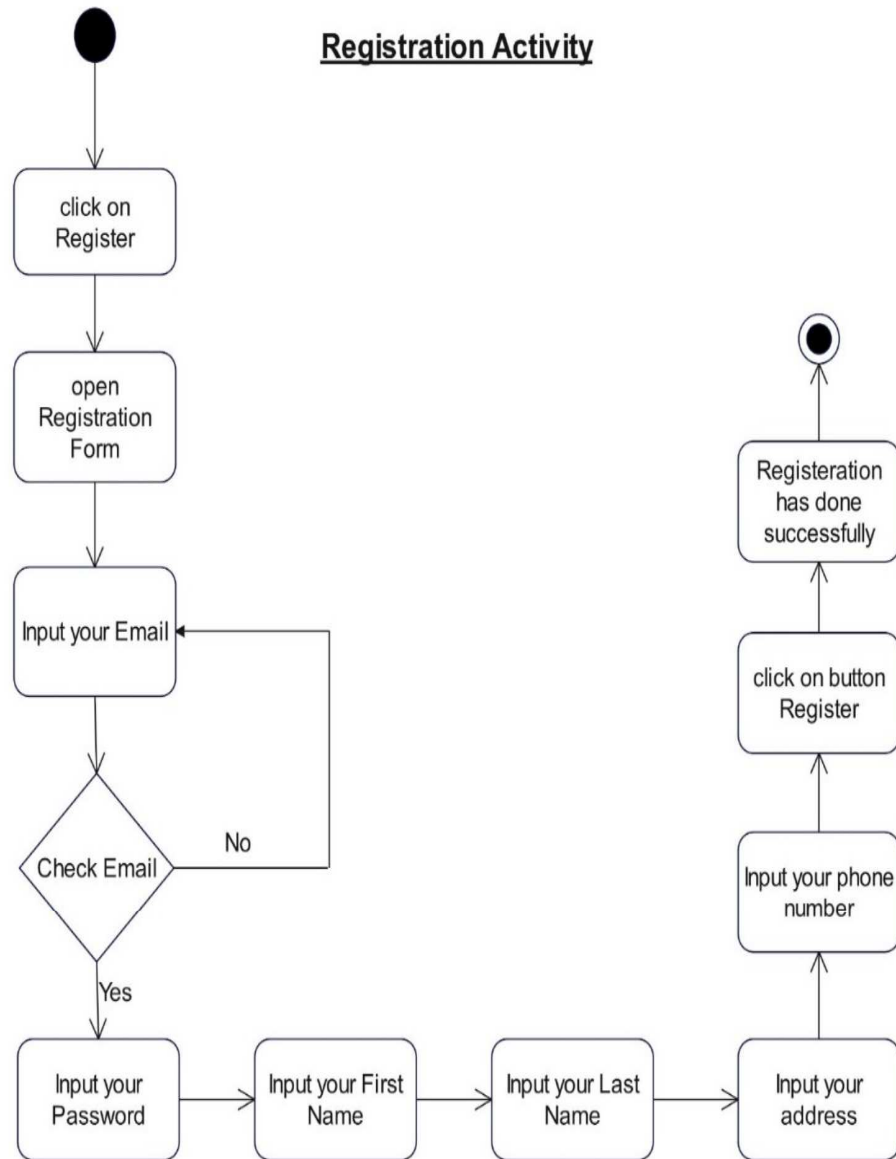 Registration Activity
click on
Register
open
Registration
Form
Input your Email
Check Email
No
Yes
Input your
Password
Input your First
Name
Input your Last
Name
Input your
address
Input your phone
number
click on button
Register
Registeration
has done
successfully